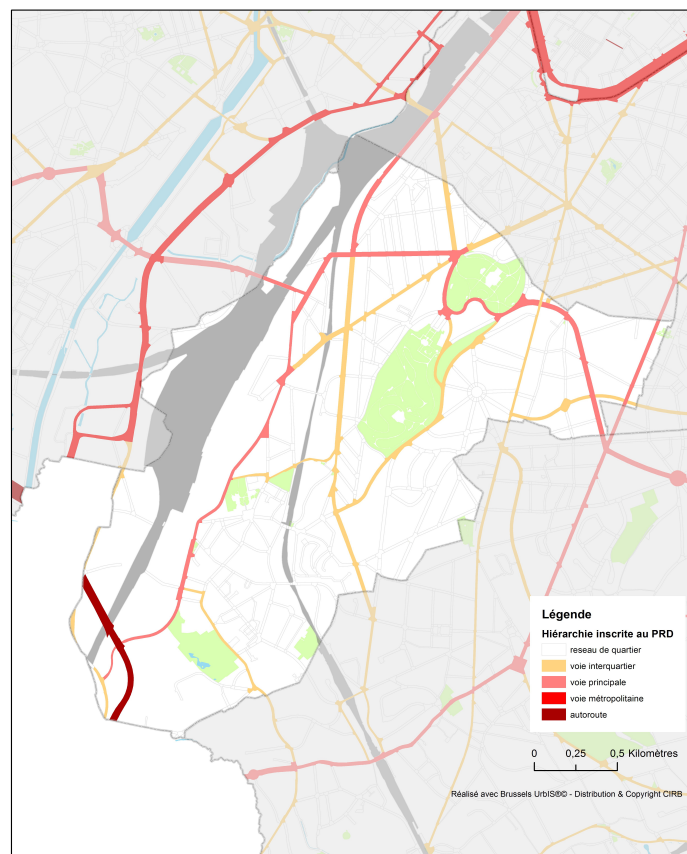 Légende
Hiérarchie inscrite au PRD
reseau de quartier
voie interquartier
voie principale
voie métropolitaine
autoroute
0 0,25 0,5 Kilomètres
Réalisé avec Brussels UrbIS®© - Distribution & Copyright CIRB